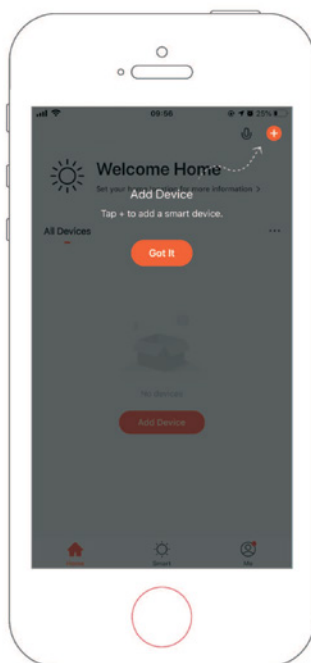 09:56
25%
Welcome Home
Set your home location for more information >
Add Device
Tap + to add a smart device.
All Devices
...
Got It
No devices
Add Device
Home
Smart
Me